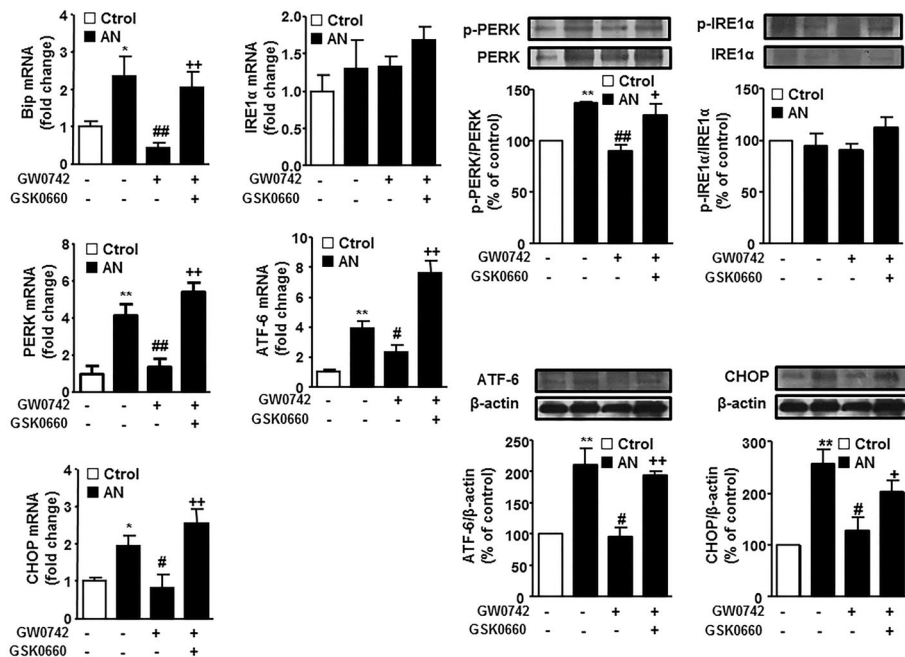 Bip mRNA
(fold change)
Ctrol
AN
4
3
2
1
0
*
##
++
GW0742 - - + +
GSK0660 - - - +
IRE1α mRNA
(fold change)
Ctrol
AN
2.0
1.5
1.0
0.5
0.0
GW0742 - - + +
GSK0660 - - - +
p-PERK
PERK
p-PERK/PERK
(% of control)
Ctrol
AN
150
100
50
0
**
##
+
GW0742 - - + +
GSK0660 - - - +
p-IRE1α
IRE1α
p-IRE1α/IRE1α
(% of control)
Ctrol
AN
150
100
50
0
GW0742 - - + +
GSK0660 - - - +
PERK mRNA
(fold change)
Ctrol
AN
8
6
4
2
0
**
##
++
GW0742 - - + +
GSK0660 - - - +
ATF-6 mRNA
(fold chnage)
Ctrol
AN
10
8
6
4
2
0
**
#
++
GW0742 - - + +
GSK0660 - - - +
ATF-6
β-actin
ATF-6/β-actin
(% of control)
Ctrol
AN
250
200
150
100
50
0
**
#
++
GW0742 - - + +
GSK0660 - - - +
CHOP
β-actin
CHOP/β-actin
(% of control)
Ctrol
AN
300
200
100
0
**
#
+
GW0742 - - + +
GSK0660 - - - +
CHOP mRNA
(fold change)
Ctrol
AN
4
3
2
1
0
*
#
++
GW0742 - - + +
GSK0660 - - - +